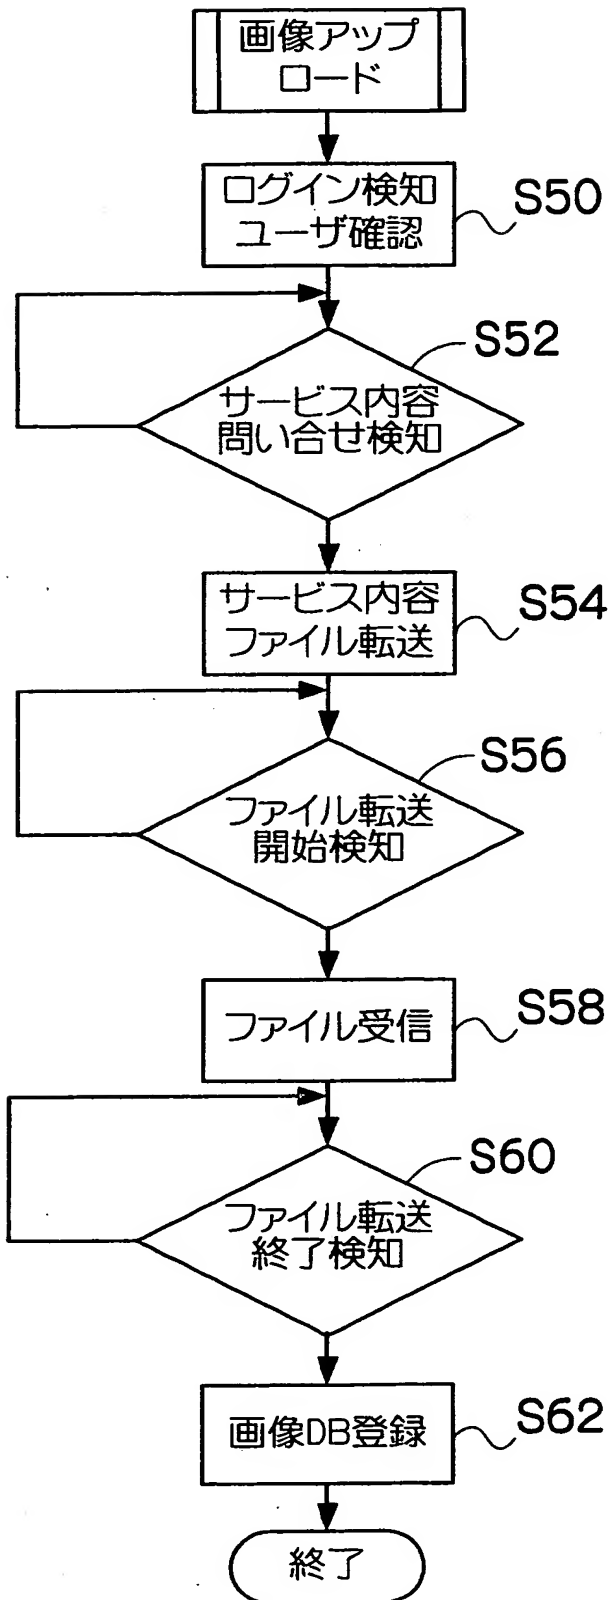 画像アップ
ロード
ログイン検知
ユーザ確認
S50
S52
サービス内容
問い合せ検知
サービス内容
ファイル転送
S54
S56
ファイル転送
開始検知
ファイル受信
S58
S60
ファイル転送
終了検知
画像DB登録
S62
終了